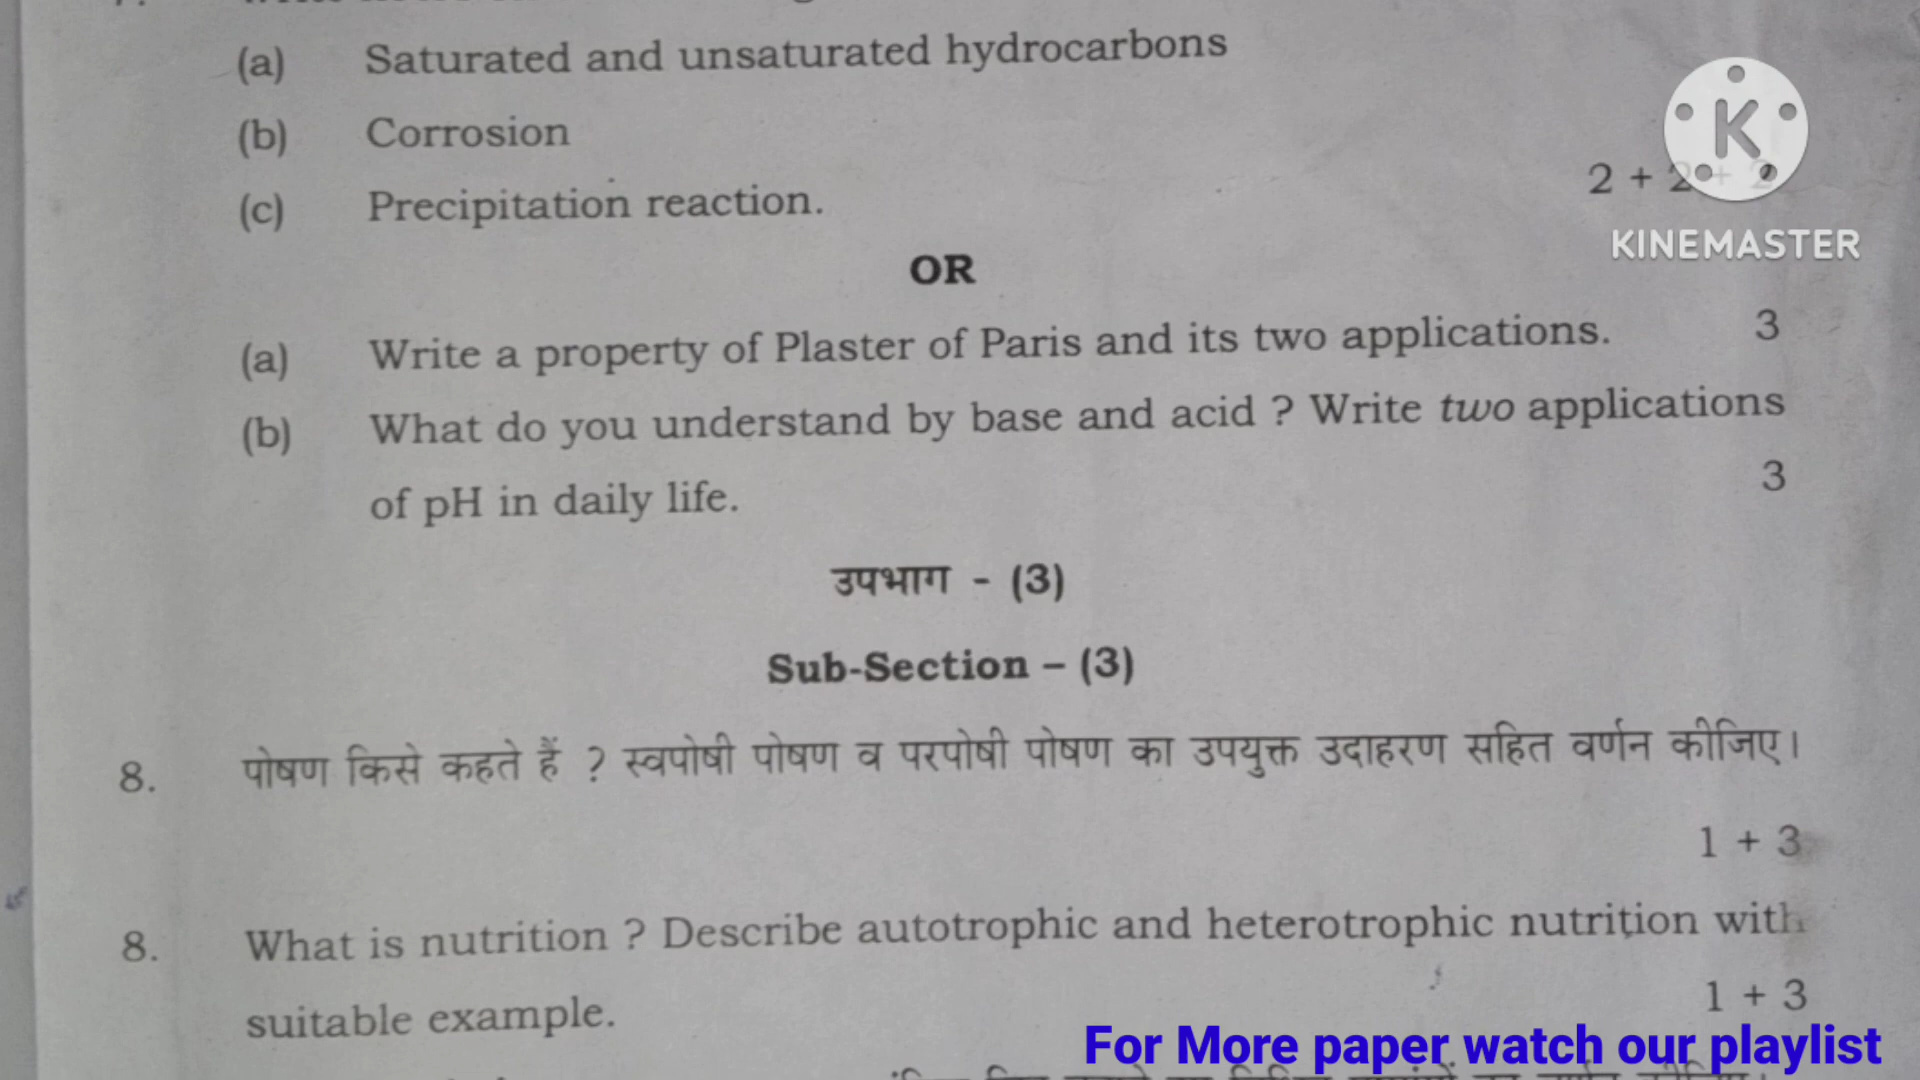 (a) Saturated and unsaturated hydrocarbons
(b) Corrosion
(c) Precipitation reaction.
2 + 2 + 2
K
KINEMASTER
OR
(a) Write a property of Plaster of Paris and its two applications. 3
(b) What do you understand by base and acid ? Write two applications
of pH in daily life. 3
उपभाग - (3)
Sub-Section – (3)
8. पोषण किसे कहते हैं ? स्वपोषी पोषण व परपोषी पोषण का उपयुक्त उदाहरण सहित वर्णन कीजिए।
1 + 3
8. What is nutrition ? Describe autotrophic and heterotrophic nutrition with
suitable example. 1 + 3
For More paper watch our playlist